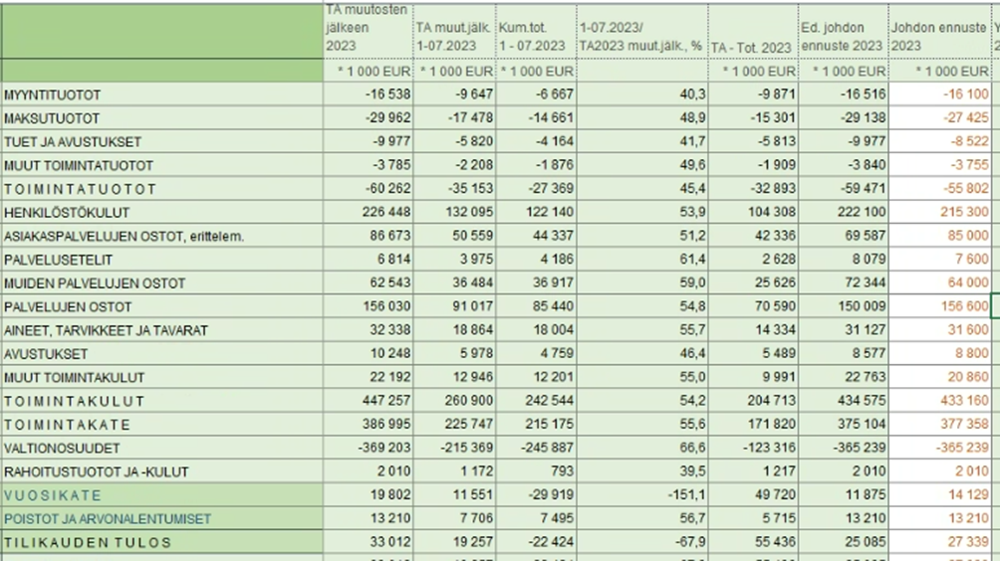 TA muutosten jälkeen 2023 TA muut.jälk. 1-07.2023 Kum.tot. 1 - 07.2023 1-07.2023/ TA2023 muut.jälk., % TA - Tot. 2023 Ed. johdon ennuste 2023 Johdon ennuste 2023
* 1 000 EUR * 1 000 EUR * 1 000 EUR * 1 000 EUR * 1 000 EUR * 1 000 EUR
MYYNTITUOTOT -16 538 -9 647 -6 667 40,3 -9 871 -16 516 -16 100
MAKSUTUOTOT -29 962 -17 478 -14 661 48,9 -15 301 -29 138 -27 425
TUET JA AVUSTUKSET -9 977 -5 820 -4 164 41,7 -5 813 -9 977 -8 522
MUUT TOIMINTATUOTOT -3 785 -2 208 -1 876 49,6 -1 909 -3 840 -3 755
TOIMINTATUOTOT -60 262 -35 153 -27 369 45,4 -32 893 -59 471 -55 802
HENKILÖSTÖKULUT 226 448 132 095 122 140 53,9 104 308 222 100 215 300
ASIAKASPALVELUJEN OSTOT, erittelem. 86 673 50 559 44 337 51,2 42 336 69 587 85 000
PALVELUSETELIT 6 814 3 975 4 186 61,4 2 628 8 079 7 600
MUIDEN PALVELUJEN OSTOT 62 543 36 484 36 917 59,0 25 626 72 344 64 000
PALVELUJEN OSTOT 156 030 91 017 85 440 54,8 70 590 150 009 156 600
AINEET, TARVIKKEET JA TAVARAT 32 338 18 864 18 004 55,7 14 334 31 127 31 600
AVUSTUKSET 10 248 5 978 4 759 46,4 5 489 8 577 8 800
MUUT TOIMINTAKULUT 22 192 12 946 12 201 55,0 9 991 22 763 20 860
TOIMINTAKULUT 447 257 260 900 242 544 54,2 204 713 434 575 433 160
TOIMINTAKATE 386 995 225 747 215 175 55,6 171 820 375 104 377 358
VALTIONOSUUDET -369 203 -215 369 -245 887 66,6 -123 316 -365 239 -365 239
RAHOITUSTUOTOT JA -KULUT 2 010 1 172 793 39,5 1 217 2 010 2 010
VUOSIKATE 19 802 11 551 -29 919 -151,1 49 720 11 875 14 129
POISTOT JA ARVONALENTUMISET 13 210 7 706 7 495 56,7 5 715 13 210 13 210
TILIKAUDEN TULOS 33 012 19 257 -22 424 -67,9 55 436 25 085 27 339